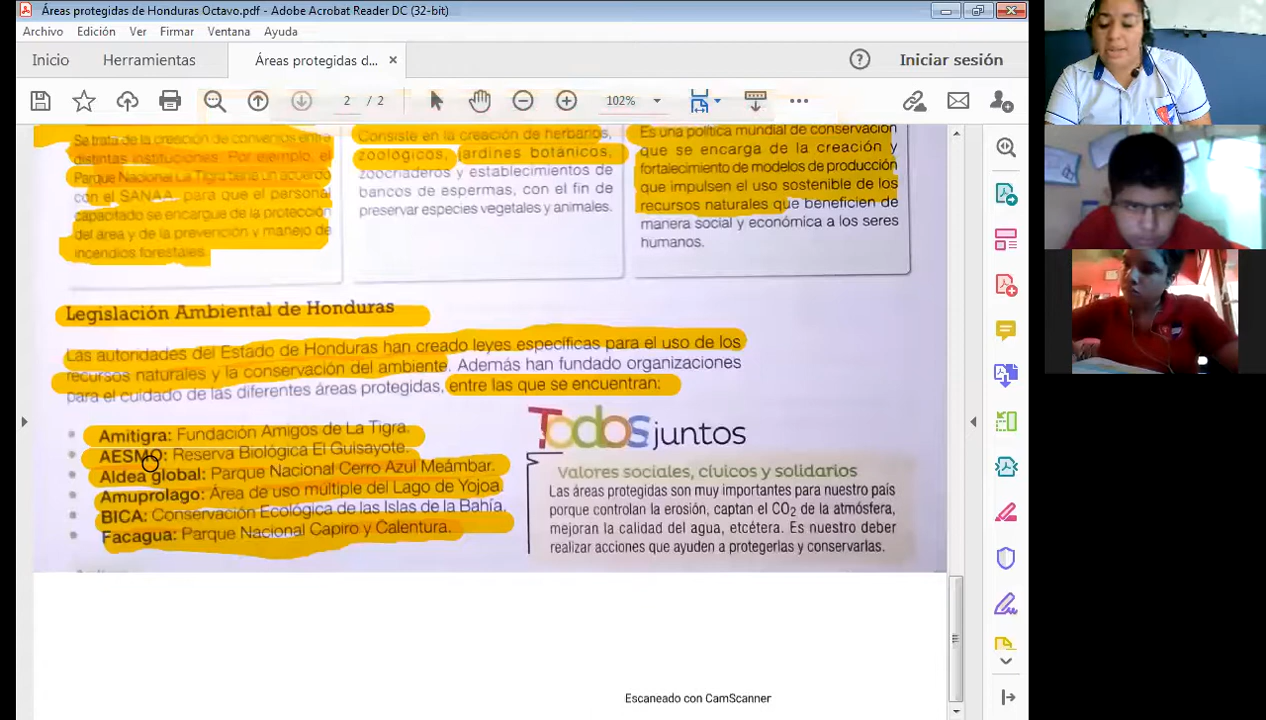 Áreas protegidas de Honduras Octavo.pdf - Adobe Acrobat Reader DC (32-bit)
Archivo Edición Ver Firmar Ventana Ayuda
Inicio Herramientas Áreas protegidas d... × Iniciar sesión
2 / 2 102%
Se trata de la creación de convenios entre
distintas instituciones. Por ejemplo, el
Parque Nacional La Tigra tiene un acuerdo
con el SANAA, para que el personal
capacitado se encargue de la protección
del área y de la prevención y manejo de
incendios forestales.
Consiste en la creación de herbarios,
zoológicos, jardines botánicos,
zoocriaderos y establecimientos de
bancos de espermas, con el fin de
preservar especies vegetales y animales.
Es una política mundial de conservación
que se encarga de la creación y
fortalecimiento de modelos de producción
que impulsen el uso sostenible de los
recursos naturales que beneficien de
manera social y económica a los seres
humanos.
Legislación Ambiental de Honduras
Las autoridades del Estado de Honduras han creado leyes específicas para el uso de los
recursos naturales y la conservación del ambiente. Además han fundado organizaciones
para el cuidado de las diferentes áreas protegidas, entre las que se encuentran:
• Amitigra: Fundación Amigos de La Tigra.
• AESMO: Reserva Biológica El Guisayote.
• Aldea global: Parque Nacional Cerro Azul Meámbar.
• Amuprolago: Área de uso múltiple del Lago de Yojoa.
• BICA: Conservación Ecológica de las Islas de la Bahía.
• Facagua: Parque Nacional Capiro y Calentura.
Todos juntos
Valores sociales, cívicos y solidarios
Las áreas protegidas son muy importantes para nuestro país
porque controlan la erosión, captan el CO2 de la atmósfera,
mejoran la calidad del agua, etcétera. Es nuestro deber
realizar acciones que ayuden a protegerlas y conservarlas.
Escaneado con CamScanner